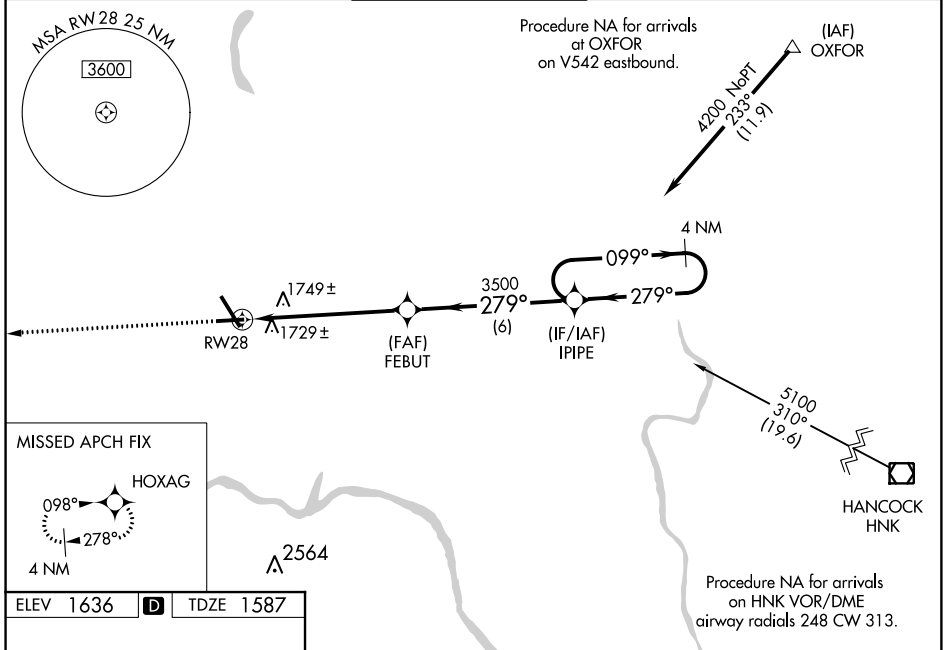 MSA RW 28 25 NM
3600
Procedure NA for arrivals
at OXFOR
on V542 eastbound.
(IAF)
OXFOR
4200 NoPT
233°
(11.9)
4 NM
099°
279°
3500
279°
(6)
1749±
1729±
RW28
(FAF)
FEBUT
(IF/IAF)
IPIPE
5100
310°
(19.6)
HANCOCK
HNK
MISSED APCH FIX
HOXAG
098°
278°
4 NM
2564
Procedure NA for arrivals
on HNK VOR/DME
airway radials 248 CW 313.
ELEV 1636 D TDZE 1587